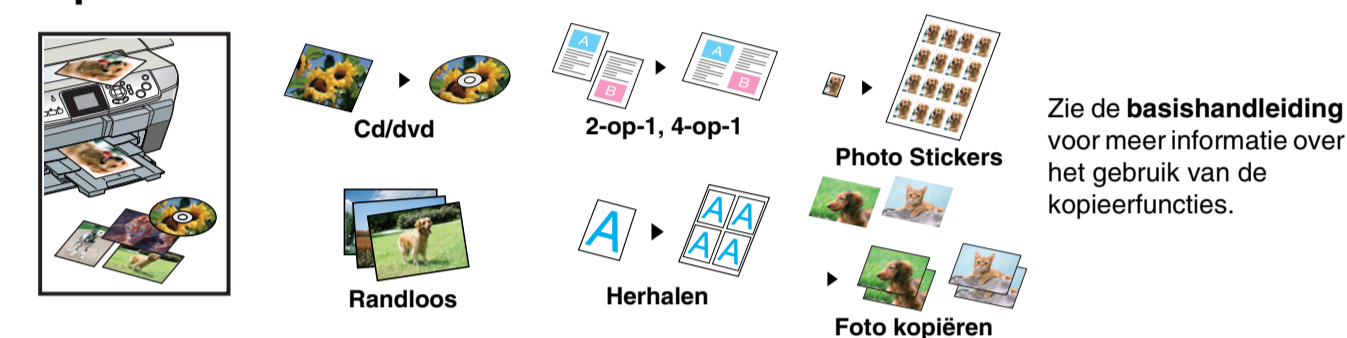 Cd/dvd
A
B
A
B
2-op-1, 4-op-1
Photo Stickers
Randloos
A
A A
A A
Herhalen
Foto kopiëren
Zie de basishandleiding
voor meer informatie over
het gebruik van de
kopieerfuncties.